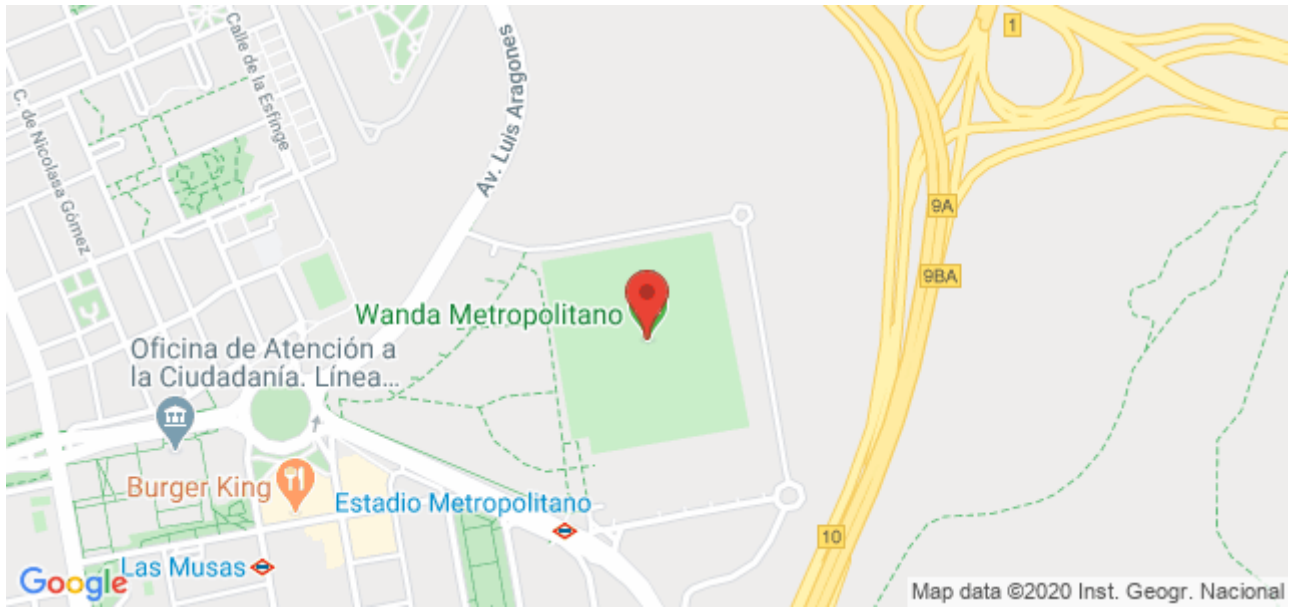 1
Calle de la Esfinge
C. de Nicolasa Gómez
Av. Luis Aragones
9A
9BA
Wanda Metropolitano
Oficina de Atención a
la Ciudadanía. Línea...
Burger King
Estadio Metropolitano
10
Las Musas
Google
Map data ©2020 Inst. Geogr. Nacional